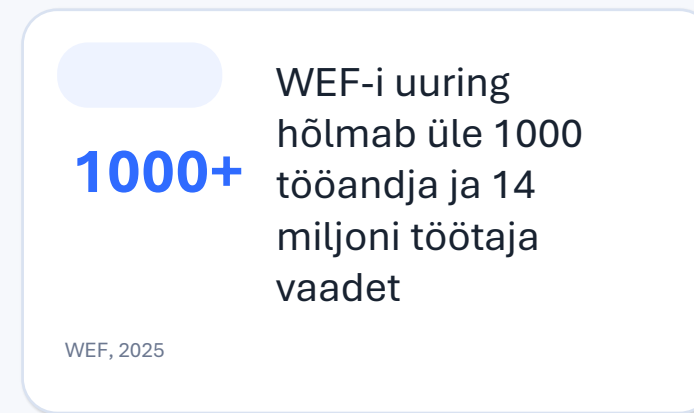 1000+
WEF-i uuring
hõlmab üle 1000
tööandja ja 14
miljoni töötaja
vaadet
WEF, 2025